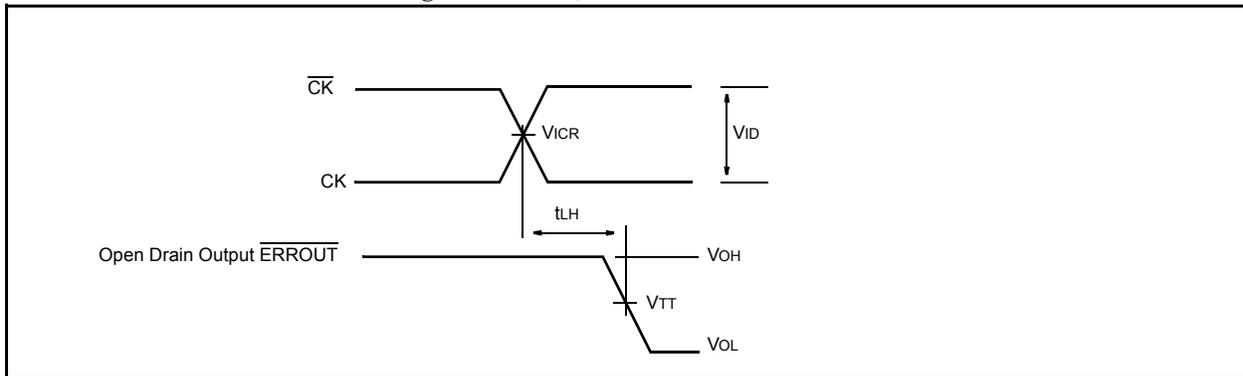 CK
VICR
VID
CK
tLH
Open Drain Output ERROUT
VOH
VTT
VOL